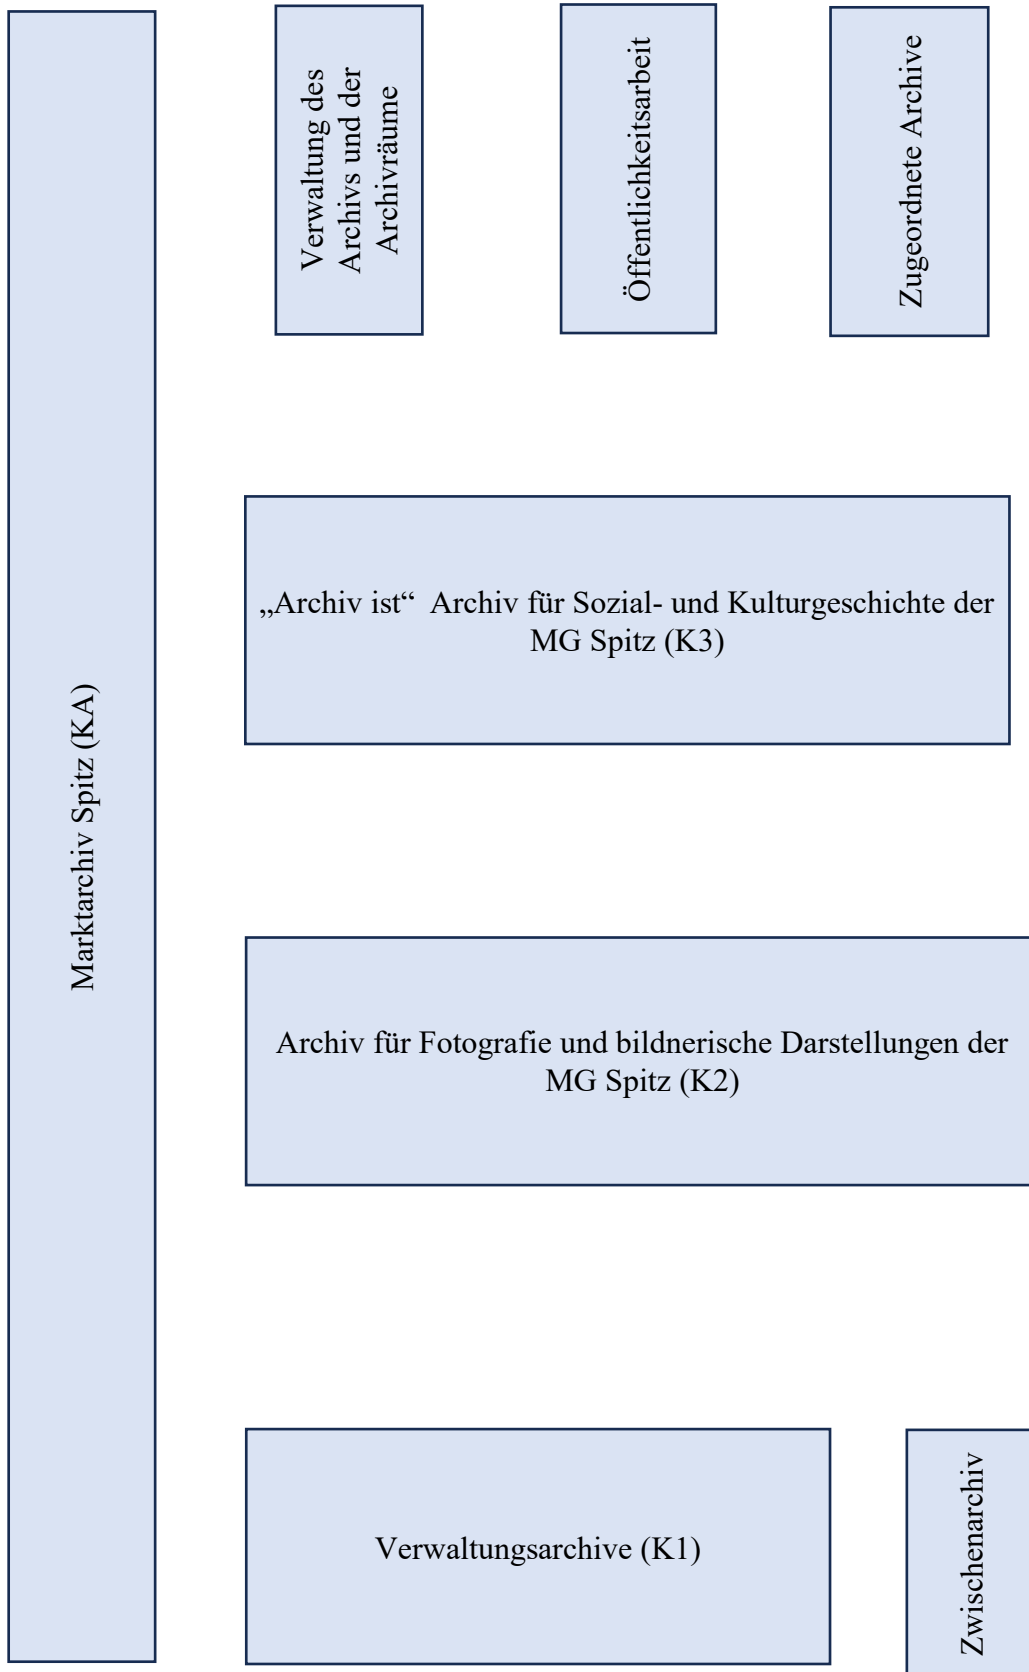 Marktarchiv Spitz (KA)
Verwaltung des
Archivs und der
Archivräume
Öffentlichkeitsarbeit
Zugeordnete Archive
„Archiv ist“  Archiv für Sozial- und Kulturgeschichte der
MG Spitz (K3)
Archiv für Fotografie und bildnerische Darstellungen der
MG Spitz (K2)
Verwaltungsarchive (K1)
Zwischenarchiv